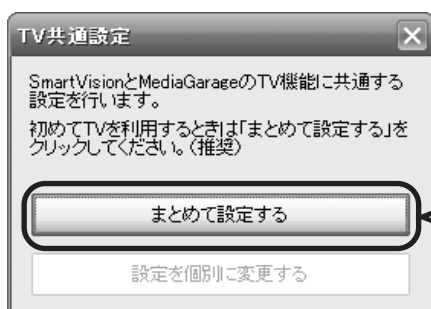 TV共通設定
SmartVisionとMediaGarageのTV機能に共通する
設定を行います。
初めてTVを利用するときは「まとめて設定する」を
クリックしてください。(推奨)
まとめて設定する
設定を個別に変更する